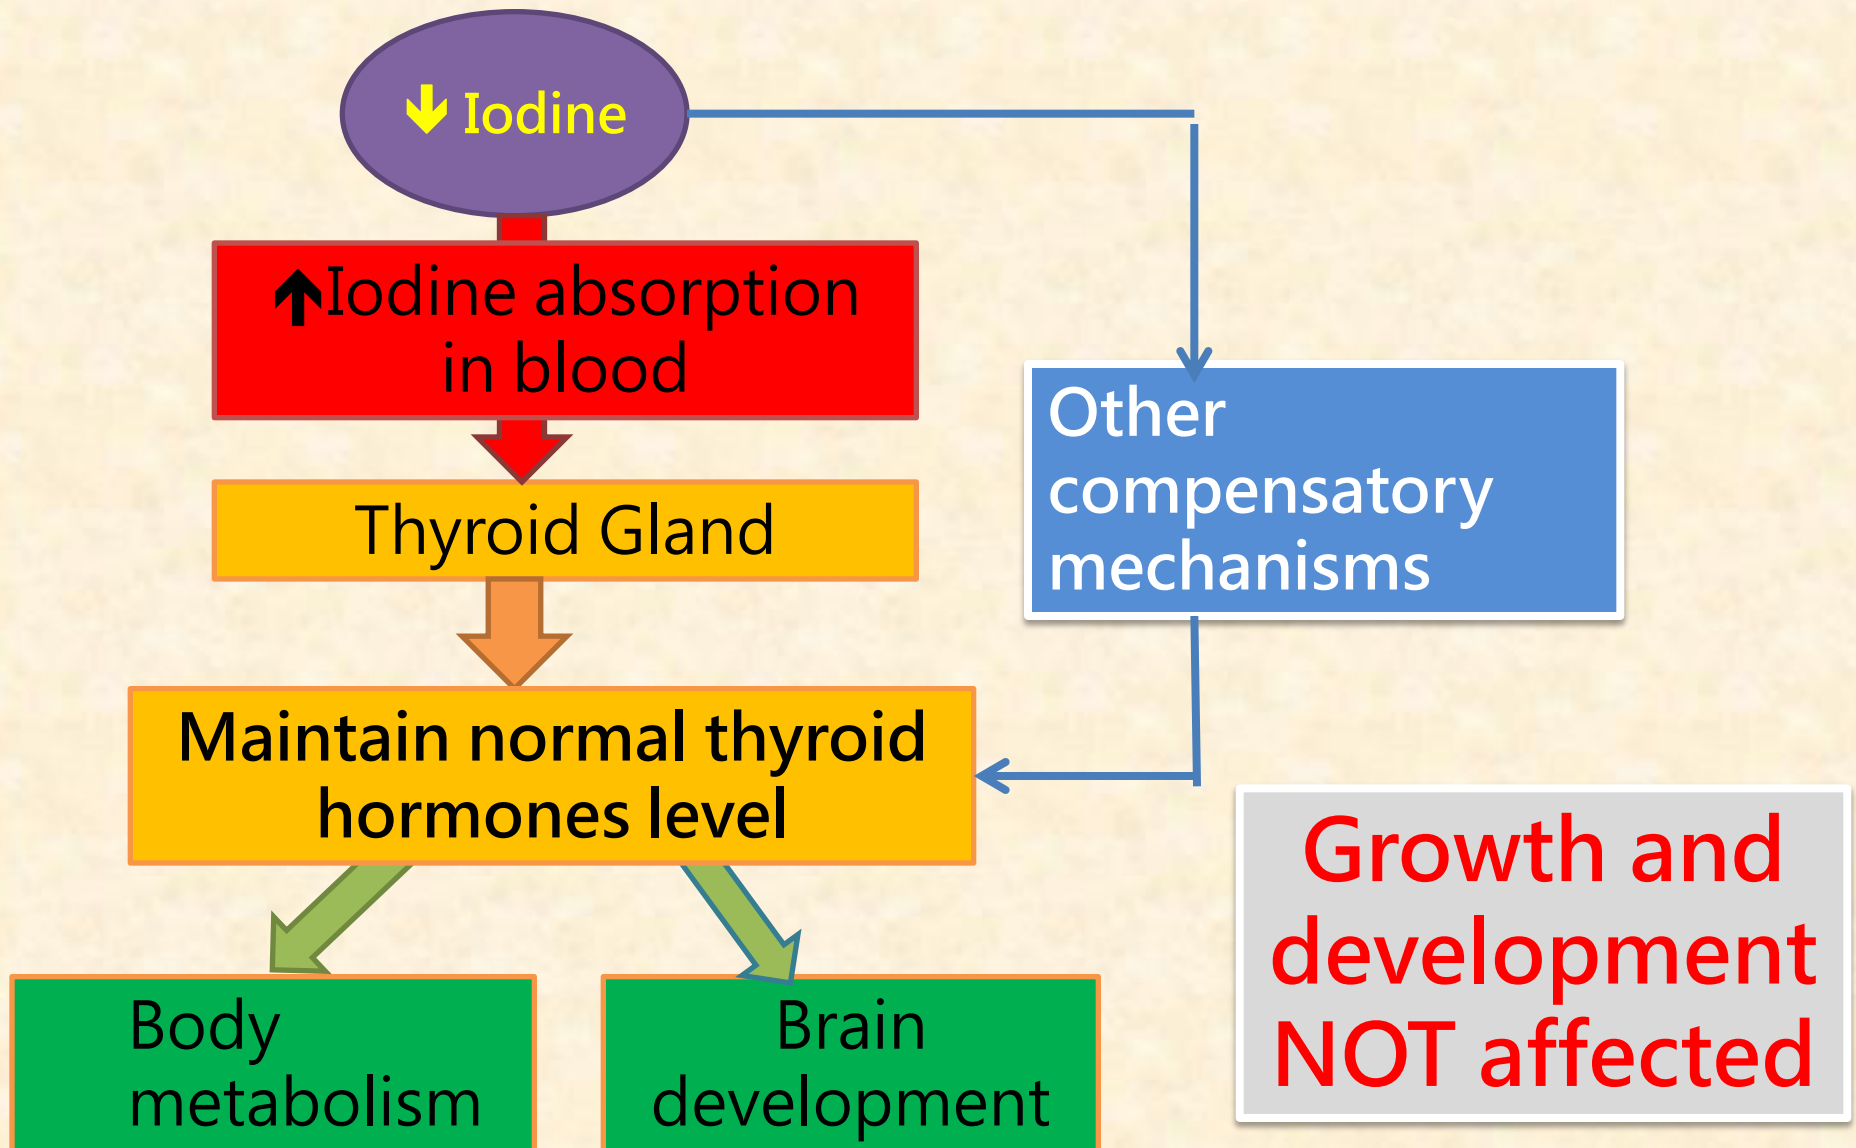 🡻 Iodine
🡹Iodine absorption
in blood
Thyroid Gland
Other
compensatory
mechanisms
Maintain normal thyroid
hormones level
Growth and
development
NOT affected
Body
metabolism
Brain
development